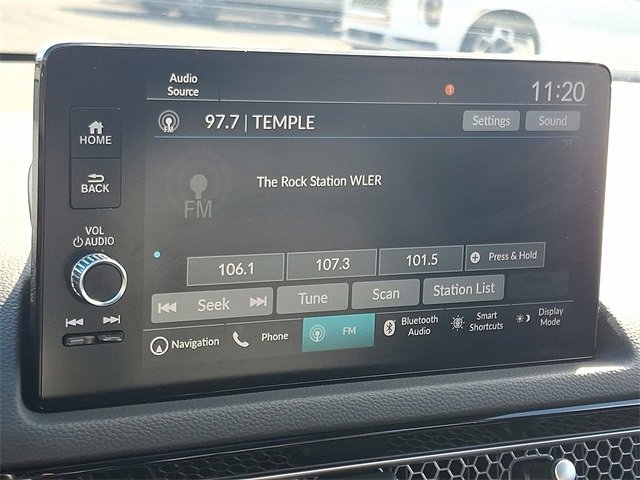 Audio
Source
1
11:20
FM
97.7 | TEMPLE
Settings
Sound
HOME
BACK
FM
The Rock Station WLER
VOL
AUDIO
106.1
107.3
101.5
Press & Hold
Seek
Tune
Scan
Station List
Navigation
Phone
FM
Bluetooth
Audio
Smart
Shortcuts
Display
Mode